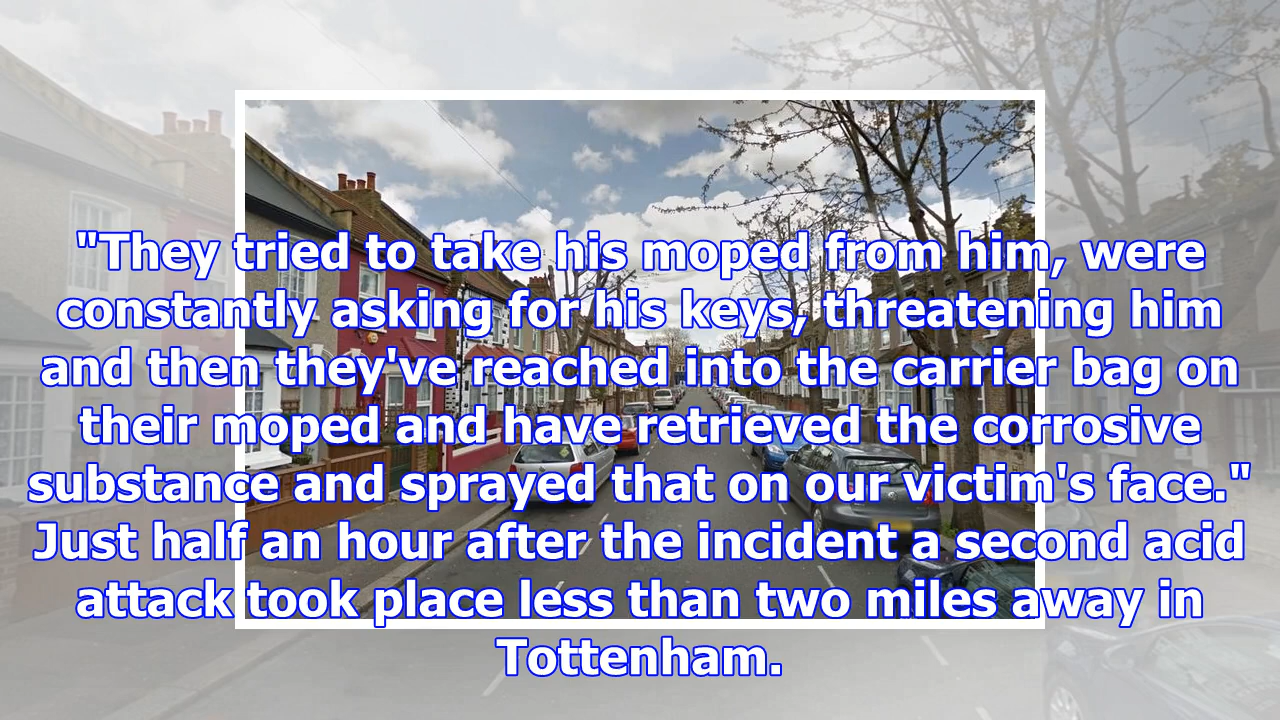 "They tried to take his moped from him, were
constantly asking for his keys, threatening him
and then they've reached into the carrier bag on
their moped and have retrieved the corrosive
substance and sprayed that on our victim's face."
Just half an hour after the incident a second acid
attack took place less than two miles away in
Tottenham.